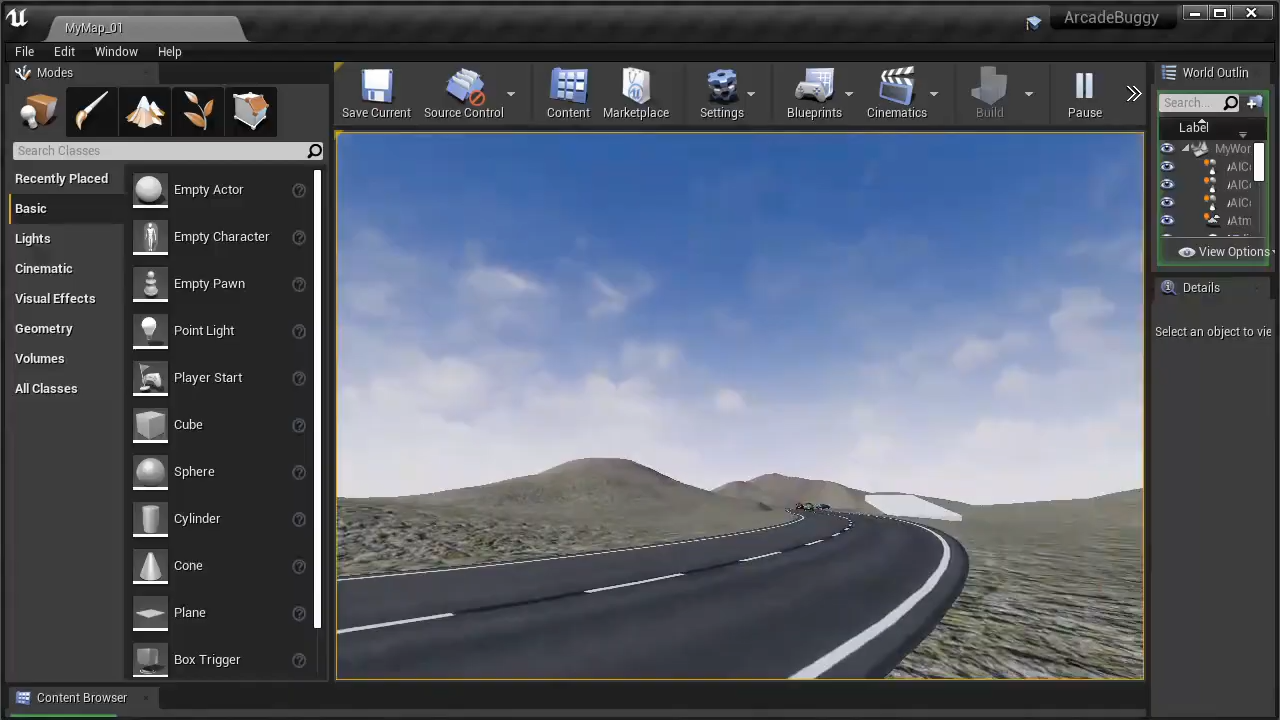 MyMap_01
ArcadeBuggy
File Edit Window Help
Modes
Search Classes
Recently Placed
Basic
Lights
Cinematic
Visual Effects
Geometry
Volumes
All Classes
Empty Actor
Empty Character
Empty Pawn
Point Light
Player Start
Cube
Sphere
Cylinder
Cone
Plane
Box Trigger
Save Current
Source Control
Content
Marketplace
Settings
Blueprints
Cinematics
Build
Pause
World Outlin
Search...
Label
MyWor
View Options
Details
Select an object to vie
Content Browser